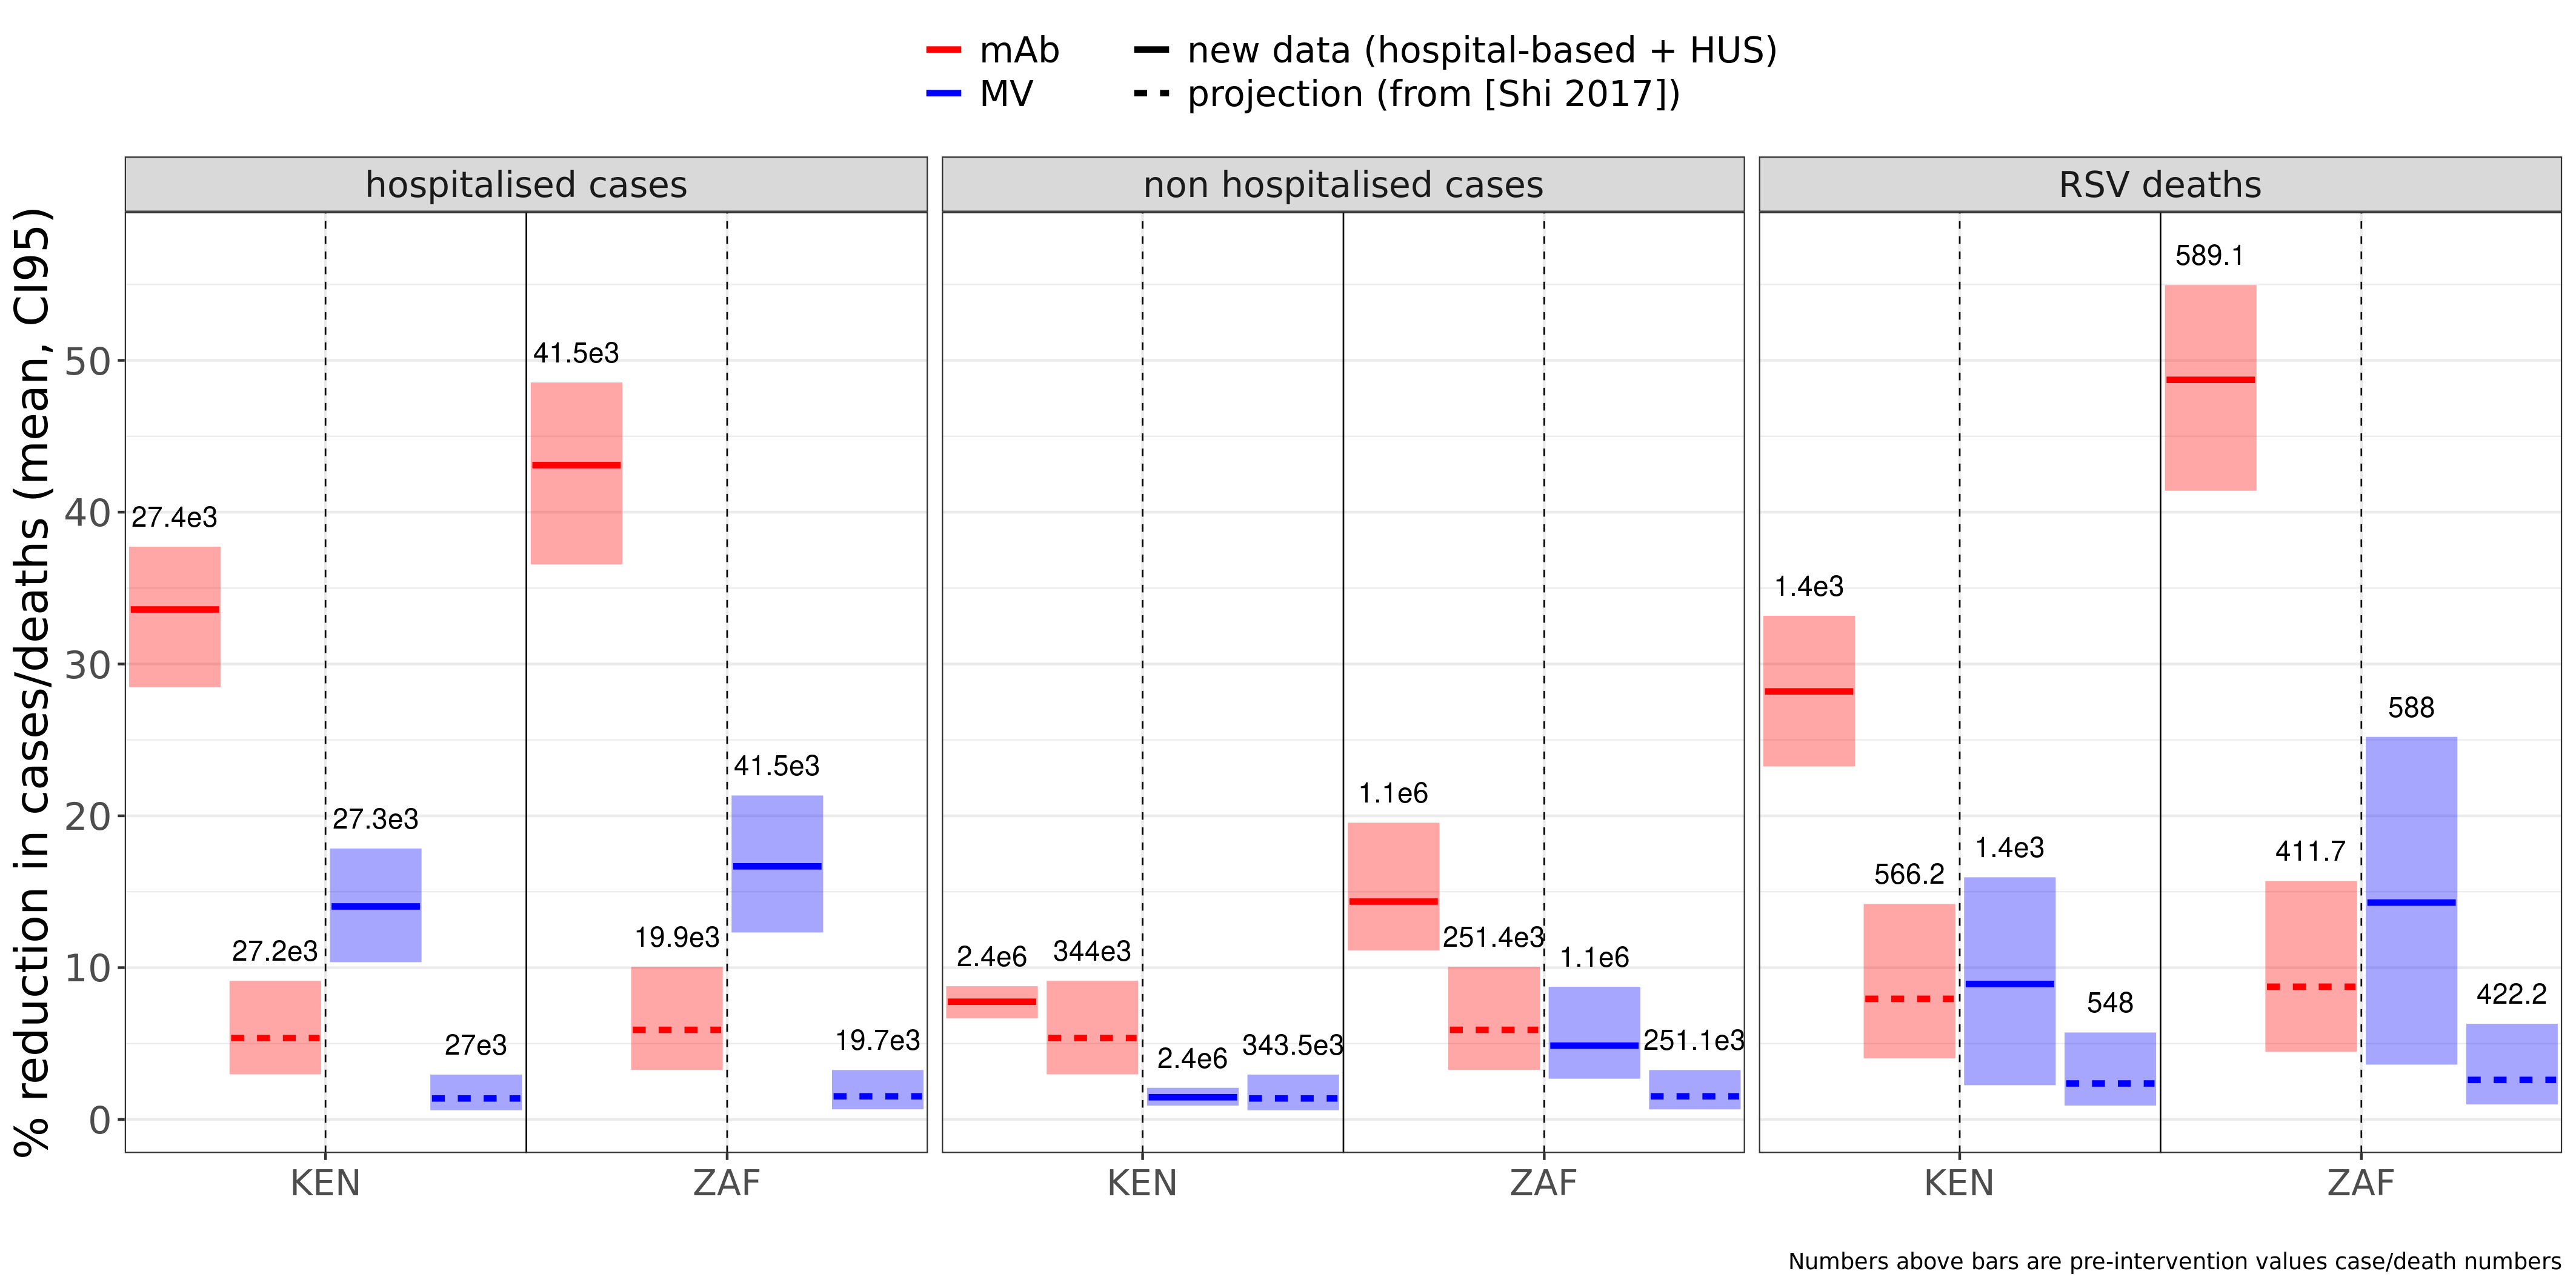 mAb
MV
new data (hospital-based + HUS)
projection (from [Shi 2017])
% reduction in cases/deaths (mean, CI95)
0
10
20
30
40
50
hospitalised cases
27.4e3
27.2e3
27.3e3
27e3
41.5e3
19.9e3
41.5e3
19.7e3
KEN
ZAF
non hospitalised cases
2.4e6
344e3
2.4e6
343.5e3
1.1e6
251.4e3
1.1e6
251.1e3
KEN
ZAF
RSV deaths
1.4e3
566.2
1.4e3
548
589.1
411.7
588
422.2
KEN
ZAF
Numbers above bars are pre-intervention values case/death numbers